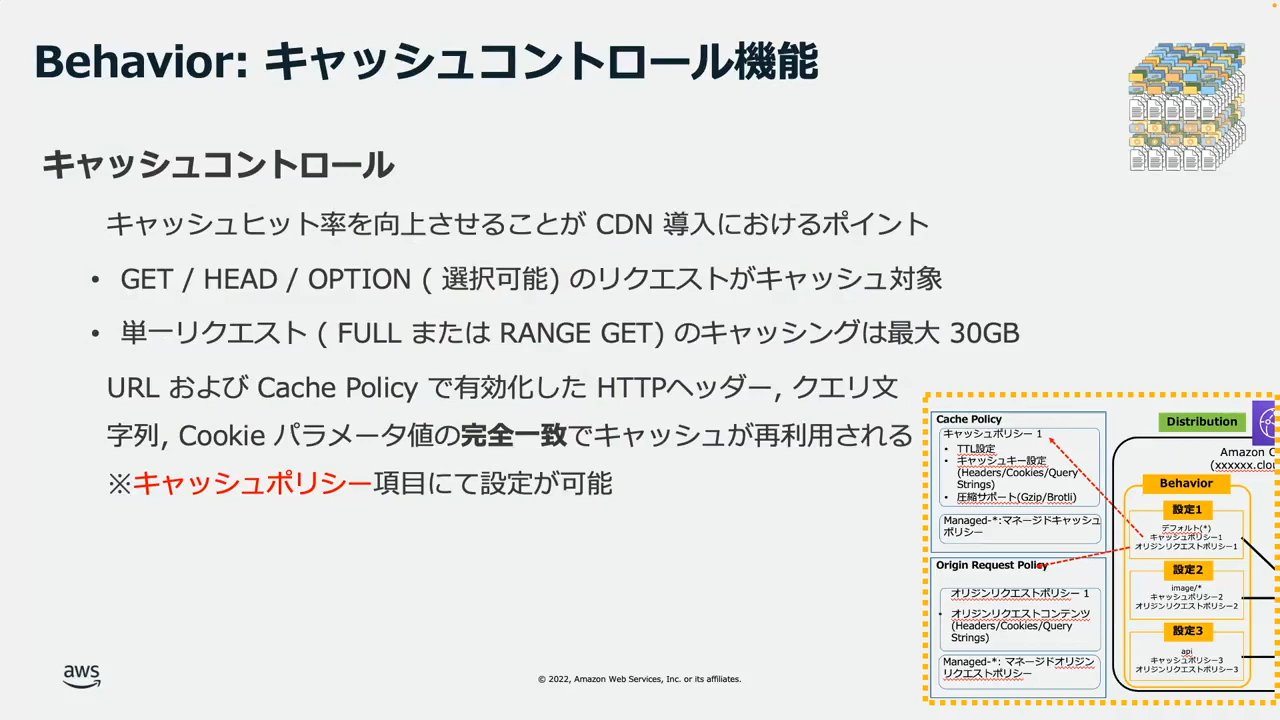 Behavior: キャッシュコントロール機能
キャッシュコントロール
キャッシュヒット率を向上させることが CDN 導入におけるポイント
• GET / HEAD / OPTION ( 選択可能) のリクエストがキャッシュ対象
• 単一リクエスト ( FULL または RANGE GET) のキャッシングは最大 30GB
URL および Cache Policy で有効化した HTTPヘッダー, クエリ文
字列, Cookie パラメータ値の完全一致でキャッシュが再利用される
※キャッシュポリシー項目にて設定が可能
Cache Policy
キャッシュポリシー 1
• TTL設定
• キャッシュキー設定
(Headers/Cookies/Query
Strings)
• 圧縮サポート(Gzip/Brotli)
Managed-*:マネージドキャッシュ
ポリシー
Origin Request Policy
オリジンリクエストポリシー 1
• オリジンリクエストコンテンツ
(Headers/Cookies/Query
Strings)
Managed-*: マネージドオリジン
リクエストポリシー
Distribution
Amazon C
(xxxxxx.clou
Behavior
設定1
デフォルト(*)
キャッシュポリシー1
オリジンリクエストポリシー1
設定2
image/*
キャッシュポリシー2
オリジンリクエストポリシー2
設定3
api
キャッシュポリシー3
オリジンリクエストポリシー3
aws
© 2022, Amazon Web Services, Inc. or its affiliates.